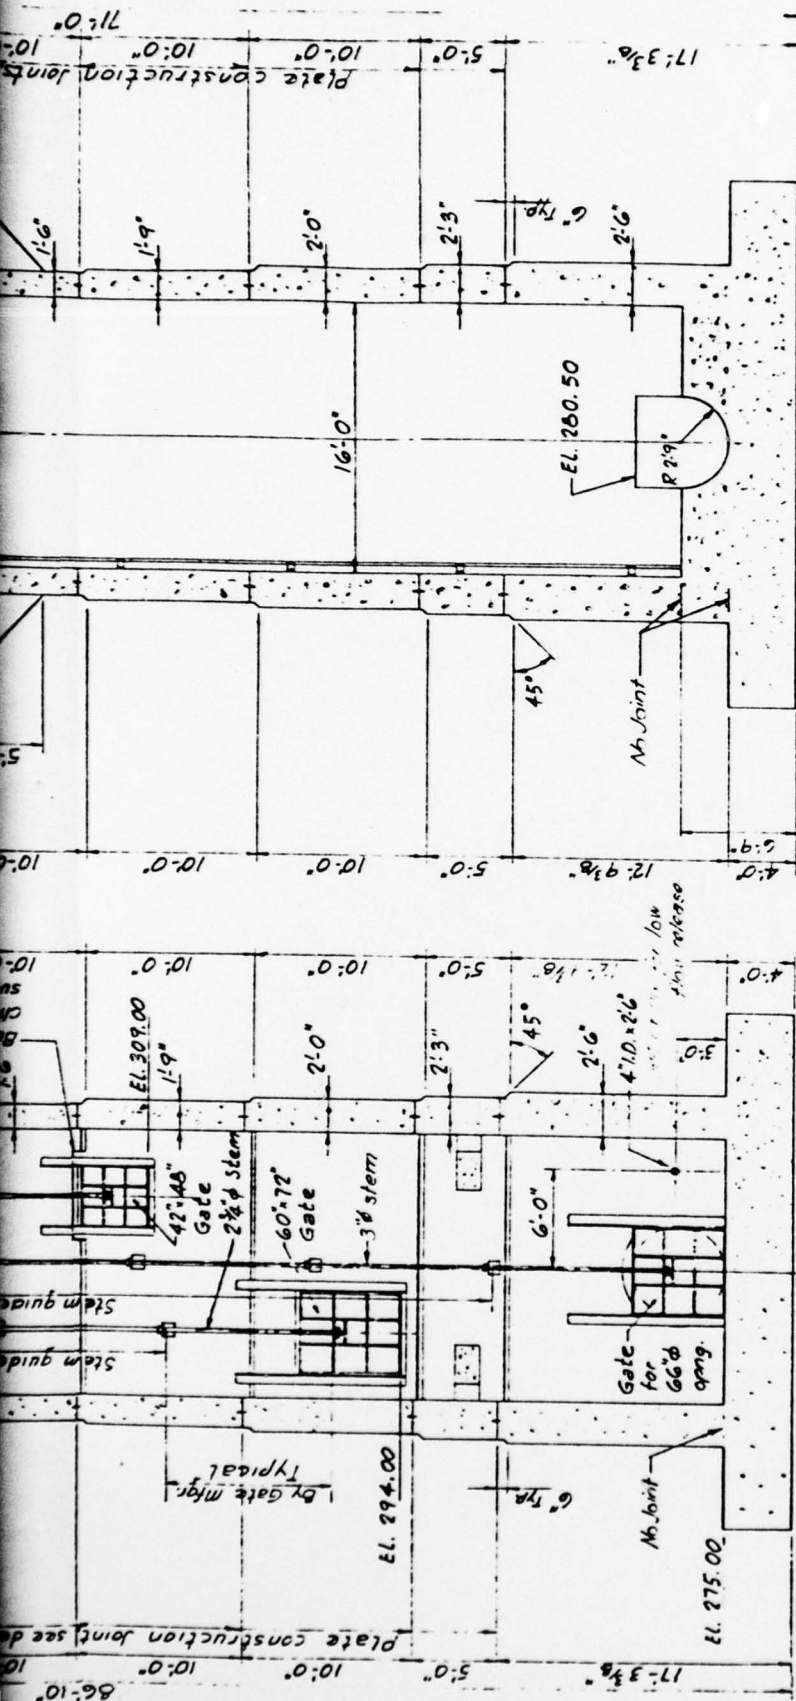 71'-0"
10'-0"
10'-0"
5'-0"
17'-3 3/8"
Plate construction joints
1'-6"
1'-9"
2'-0"
2'-3"
6" Typ.
2'-6"
16'-0"
EL. 280.50
R 2'-9"
45°
No Joint
10'-0"
10'-0"
5'-0"
12'-9 3/8"
6'-9"
4'-0"
10'-0"
10'-0"
5'-0"
4'-0"
low
flow release
EL. 309.00
1'-9"
2'-0"
2'-3"
45°
2'-6"
4" I.D. x 2'-6"
3'-0"
42"x48"
Gate
2 3/4" φ stem
60"x72"
Gate
3" φ stem
6'-0"
Stem guide
Stem guide
Gate
for
66" φ
opng.
By Gate mfgr.
Typical
EL. 294.00
6" Typ.
No Joint
EL. 275.00
Plate construction joint, see
10'-0"
10'-0"
5'-0"
17'-3 3/8"
86'-10"